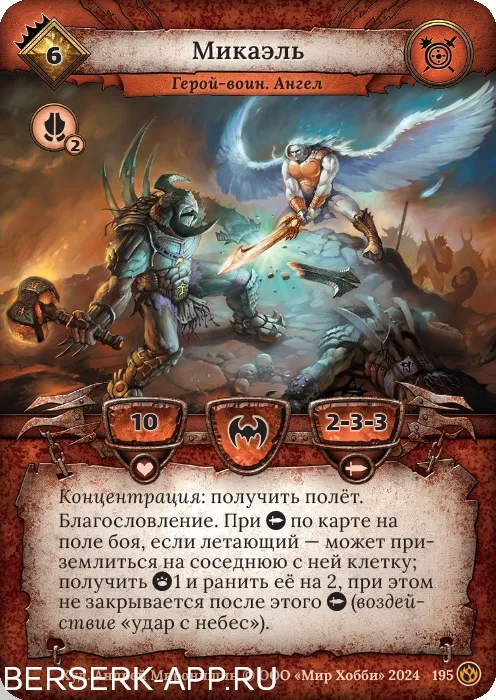 6
Микаэль
Герой-воин. Ангел
2
10
2-3-3
Концентрация: получить полёт.
Благословление. При по карте на
поле боя, если летающий — может при-
землиться на соседнюю с ней клетку;
получить 1 и ранить её на 2, при этом
не закрывается после этого (воздей-
ствие «удар с небес»).
ООО «Мир Хобби» 2024 195
BERSERK-APP.РУ